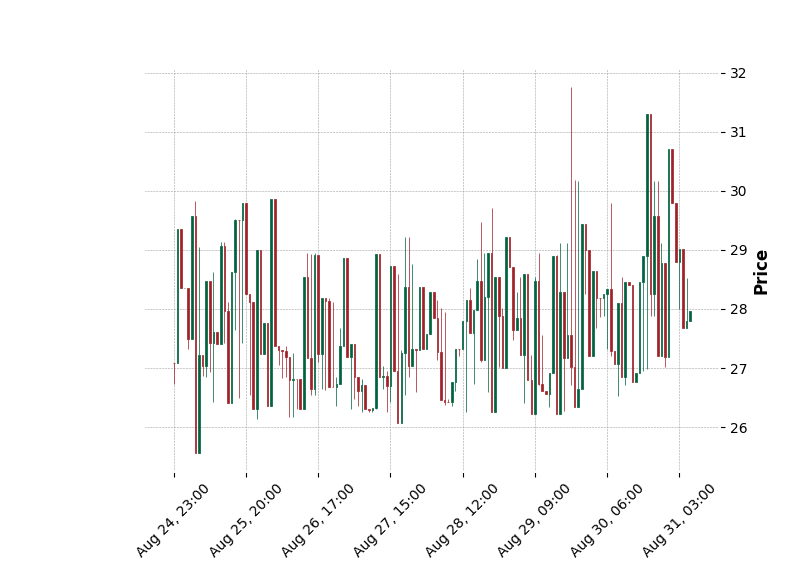 32
31
30
29
28
27
26
Price
Aug 24, 23:00
Aug 25, 20:00
Aug 26, 17:00
Aug 27, 15:00
Aug 28, 12:00
Aug 29, 09:00
Aug 30, 06:00
Aug 31, 03:00